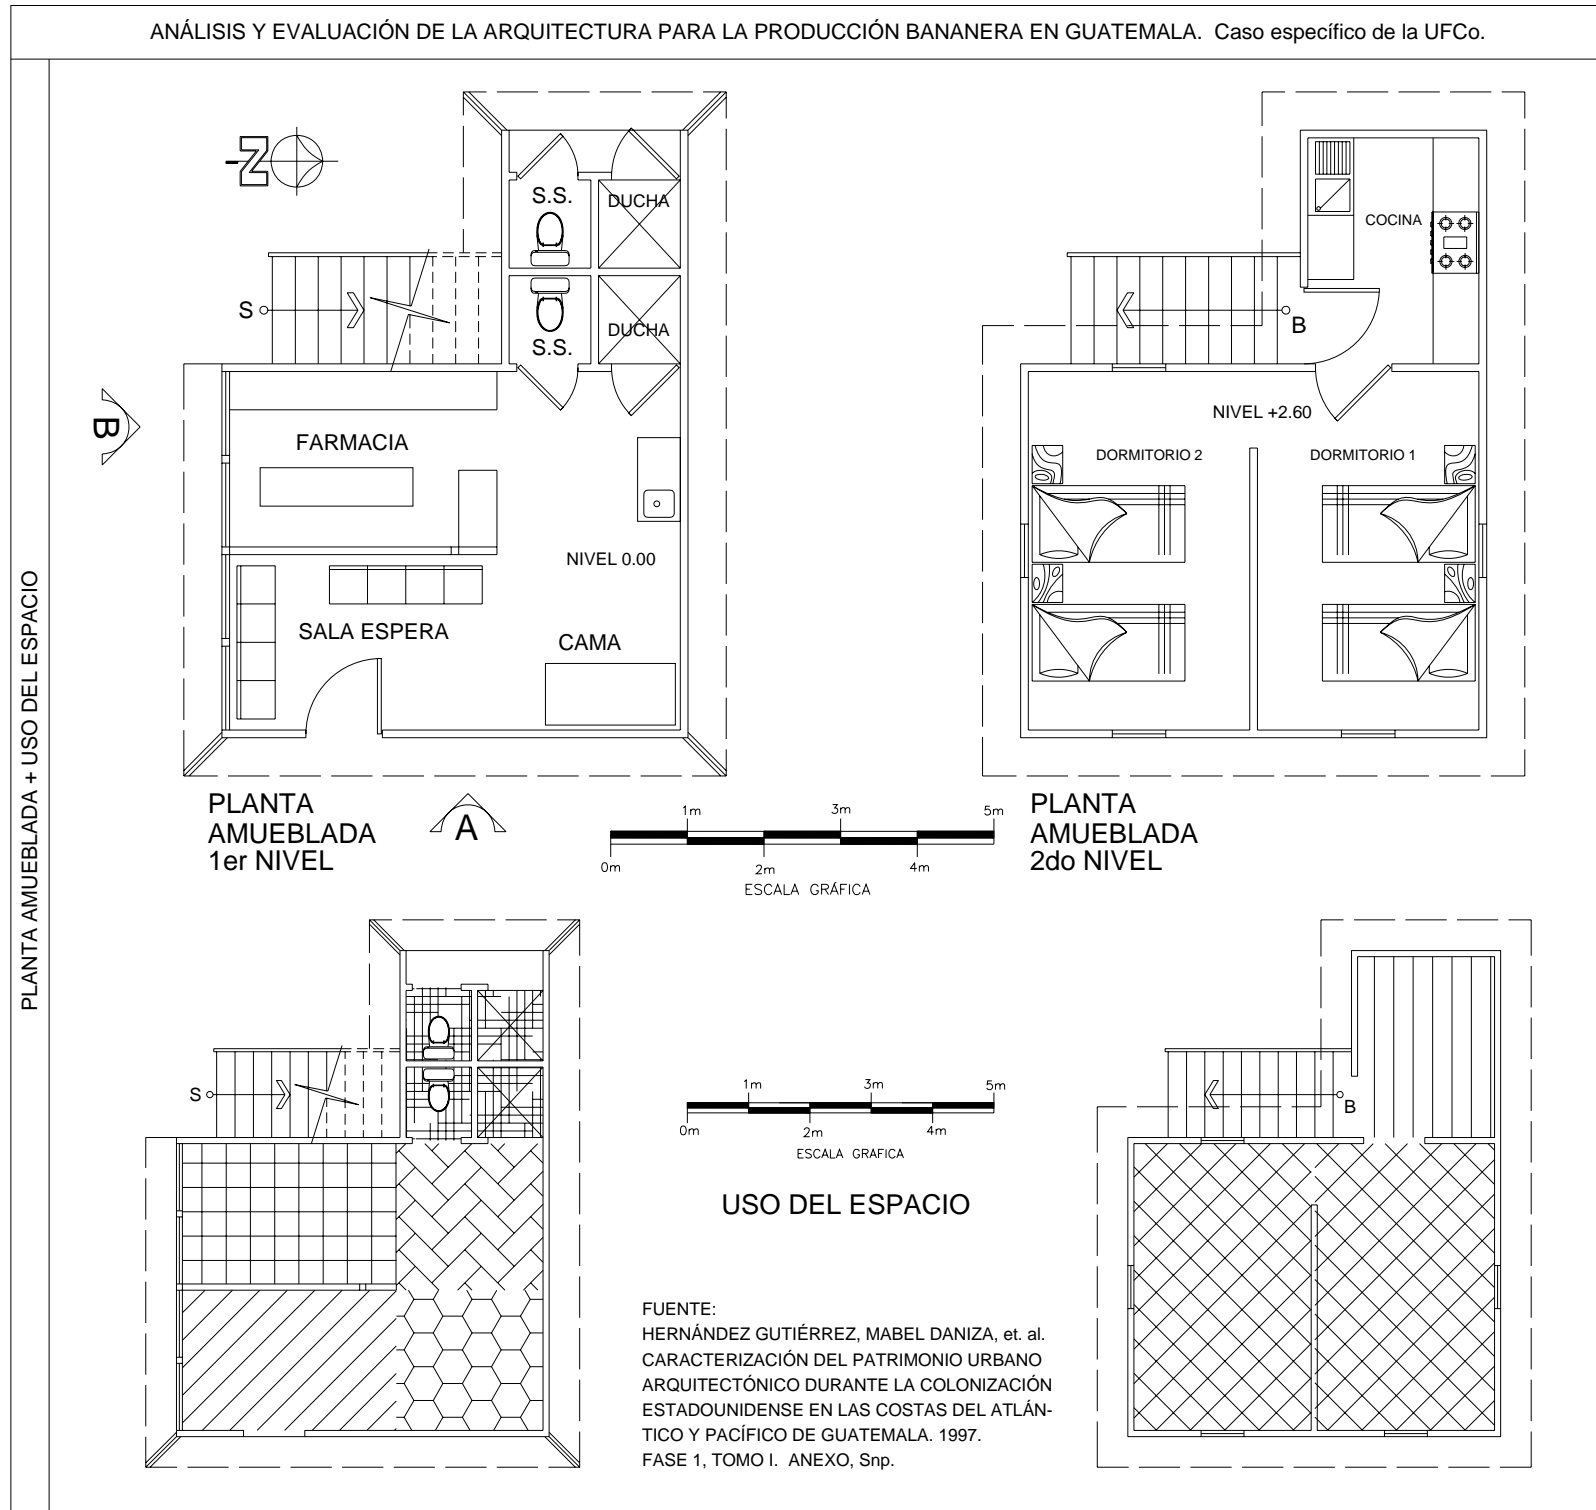 ANÁLISIS Y EVALUACIÓN DE LA ARQUITECTURA PARA LA PRODUCCIÓN BANANERA EN GUATEMALA. Caso específico de la UFCo.
PLANTA AMUEBLADA + USO DEL ESPACIO
N
S.S.
DUCHA
S
S.S.
DUCHA
B
FARMACIA
NIVEL 0.00
SALA ESPERA
CAMA
PLANTA
AMUEBLADA
1er NIVEL
A
COCINA
B
NIVEL +2.60
DORMITORIO 2
DORMITORIO 1
PLANTA
AMUEBLADA
2do NIVEL
1m 3m 5m
0m 2m 4m
ESCALA GRÁFICA
S
1m 3m 5m
0m 2m 4m
ESCALA GRAFICA
USO DEL ESPACIO
B
FUENTE:
HERNÁNDEZ GUTIÉRREZ, MABEL DANIZA, et. al.
CARACTERIZACIÓN DEL PATRIMONIO URBANO
ARQUITECTÓNICO DURANTE LA COLONIZACIÓN
ESTADOUNIDENSE EN LAS COSTAS DEL ATLÁN-
TICO Y PACÍFICO DE GUATEMALA. 1997.
FASE 1, TOMO I. ANEXO, Snp.